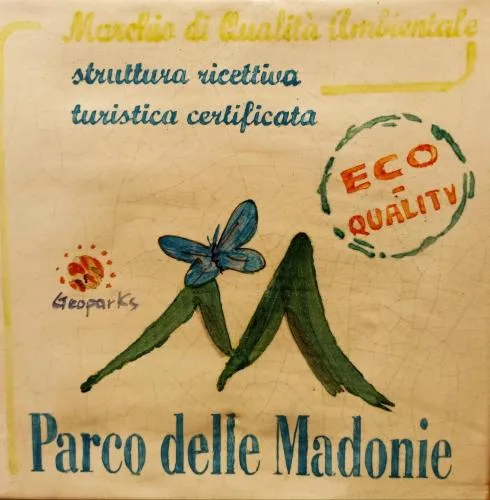 Marchio di Qualità Ambientale
struttura ricettiva
turistica certificata
ECO
-
QUALITY
Geoparks
Parco delle Madonie